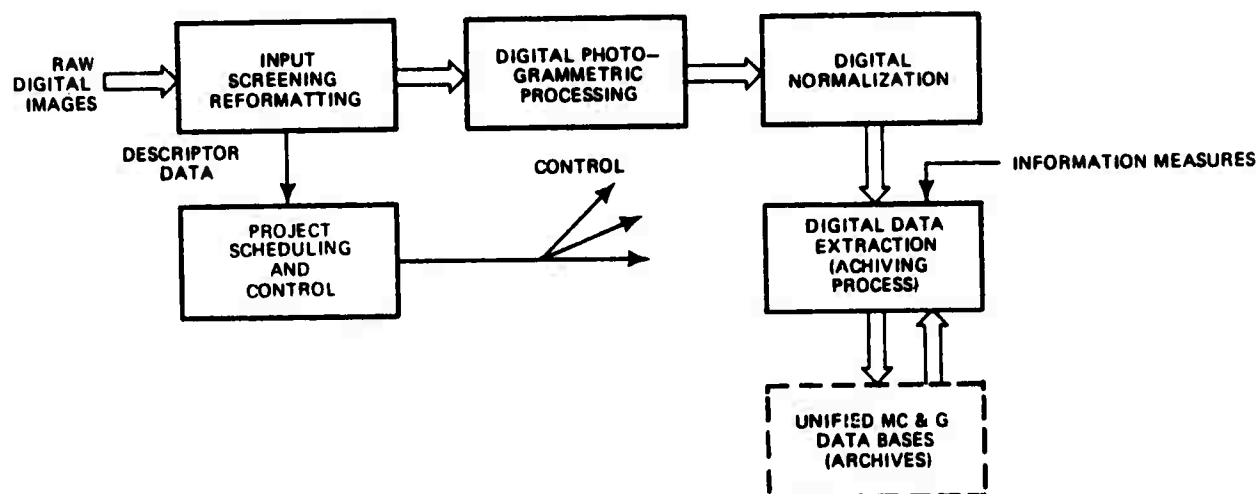 RAW
DIGITAL
IMAGES
INPUT
SCREENING
REFORMATTING
DIGITAL PHOTO-
GRAMMETRIC
PROCESSING
DIGITAL
NORMALIZATION
DESCRIPTOR
DATA
CONTROL
INFORMATION MEASURES
PROJECT
SCHEDULING
AND
CONTROL
DIGITAL DATA
EXTRACTION
(ACHIVING
PROCESS)
UNIFIED MC & G
DATA BASES
(ARCHIVES)